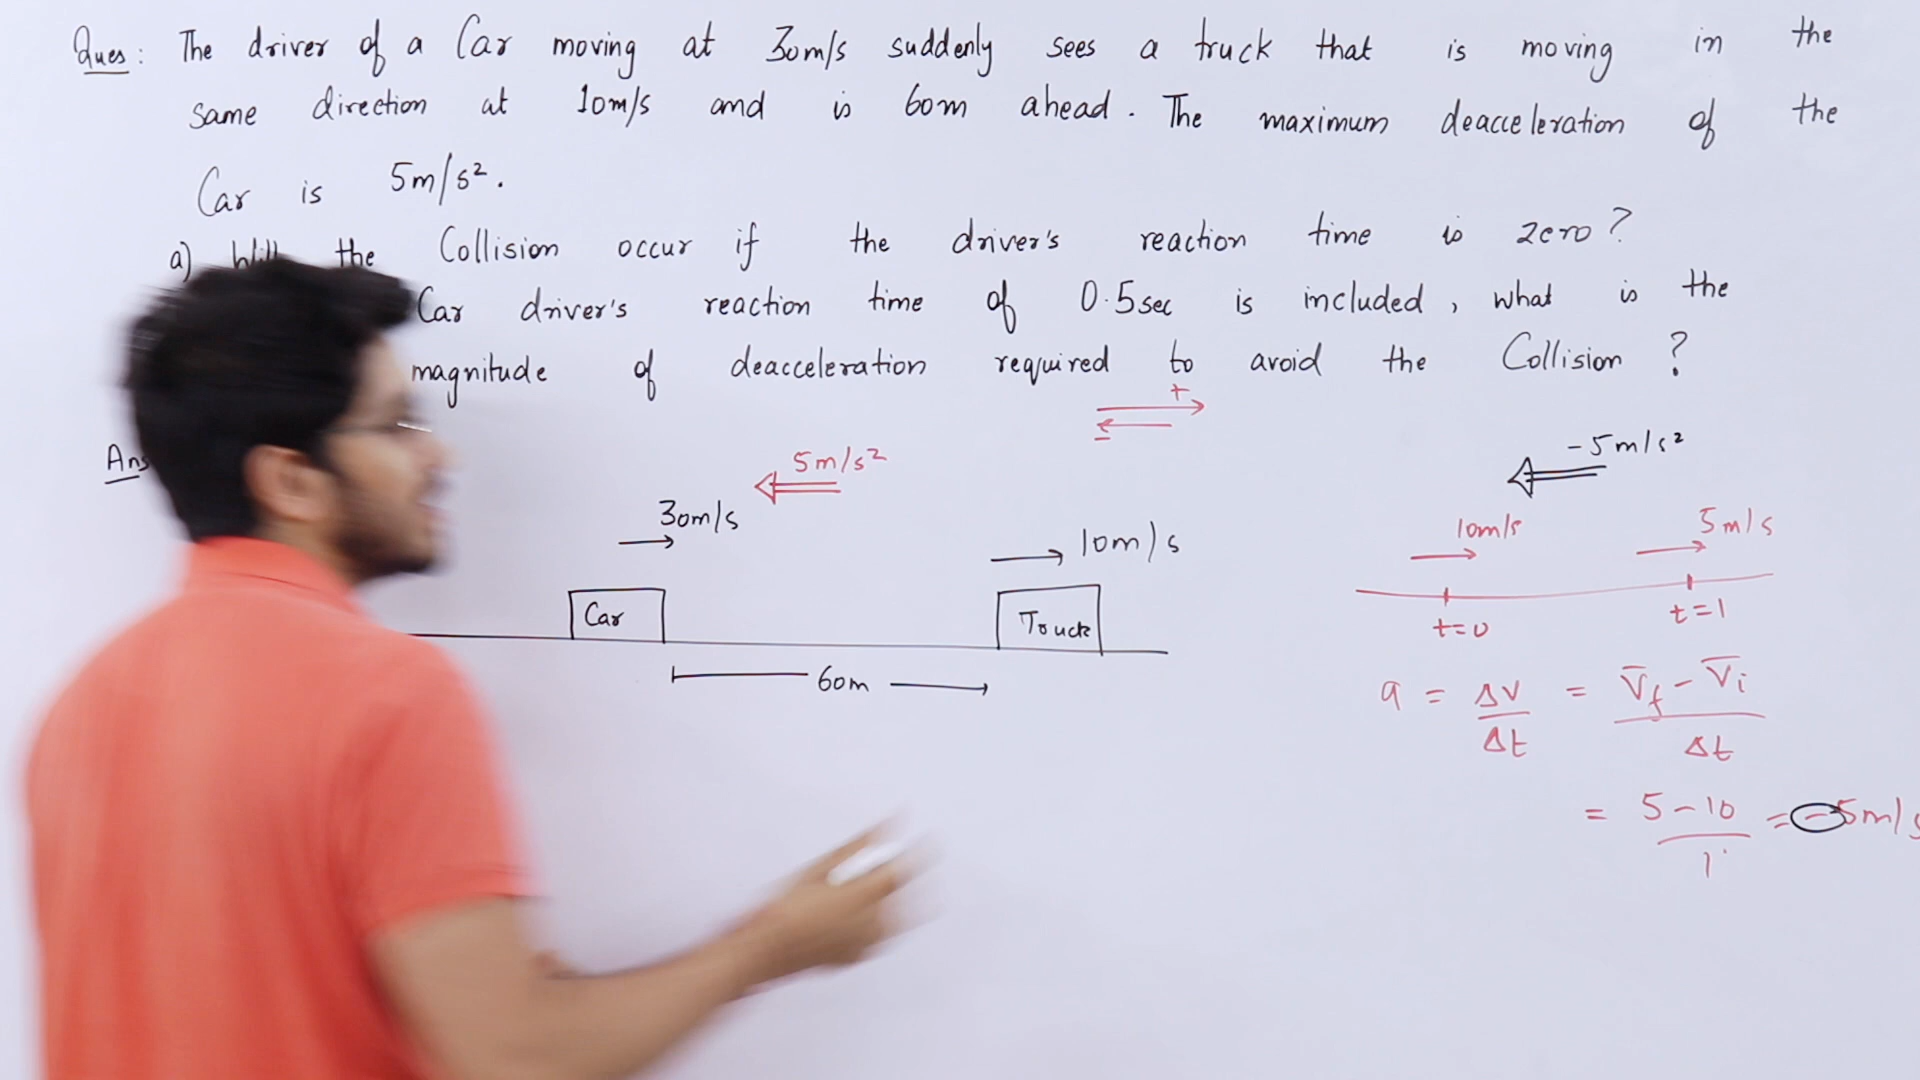 Ques : The driver of a Car moving at 30m/s suddenly sees a truck that is moving in the
same direction at 10m/s and is 60m ahead. The maximum deacceleration of the
Car is 5m/s².
a) Will the Collision occur if the driver's reaction time is zero?
Car driver's reaction time of 0.5sec is included, what is the
magnitude of deacceleration required to avoid the Collision?
+
-
Ans
5m/s²
30m/s
10m/s
Car
Truck
60m
-5m/s²
10m/s
5m/s
t=0
t=1
a = Δv/Δt = V̅f - V̅i/Δt
= 5-10/1 = -5m/s